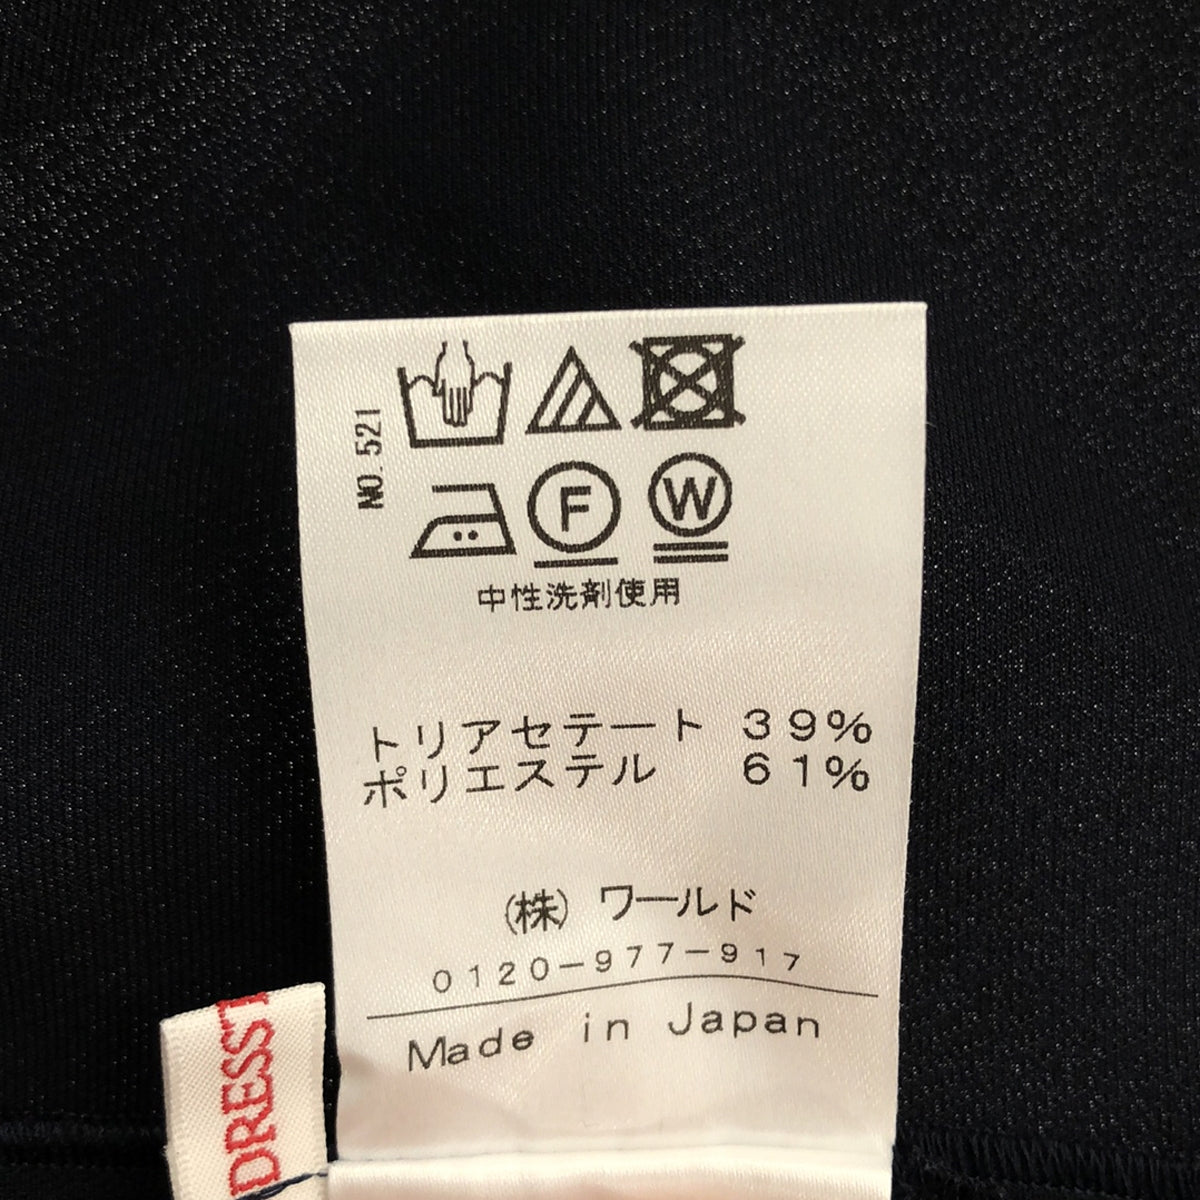 NO.521
F
W
中性洗剤使用
トリアセテート 39%
ポリエステル 61%
(株) ワールド
0120-977-917
Made in Japan